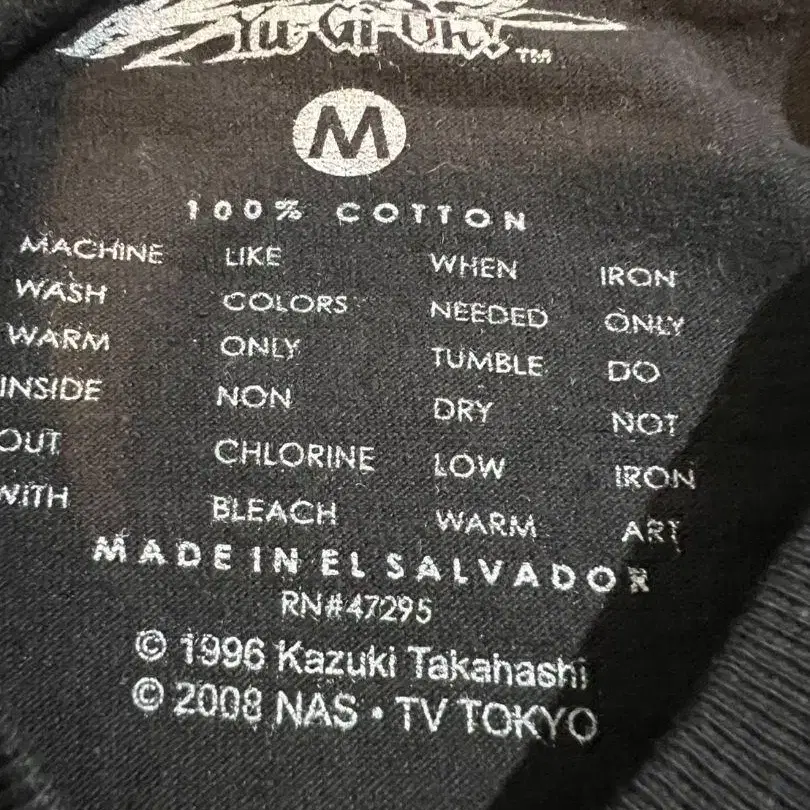 Yu-Gi-Oh! ™
M
100% COTTON
MACHINE LIKE WHEN IRON
WASH COLORS NEEDED ONLY
WARM ONLY TUMBLE DO
INSIDE NON DRY NOT
OUT CHLORINE LOW IRON
WITH BLEACH WARM ART
MADE IN EL SALVADOR
RN#47295
© 1996 Kazuki Takahashi
© 2008 NAS • TV TOKYO